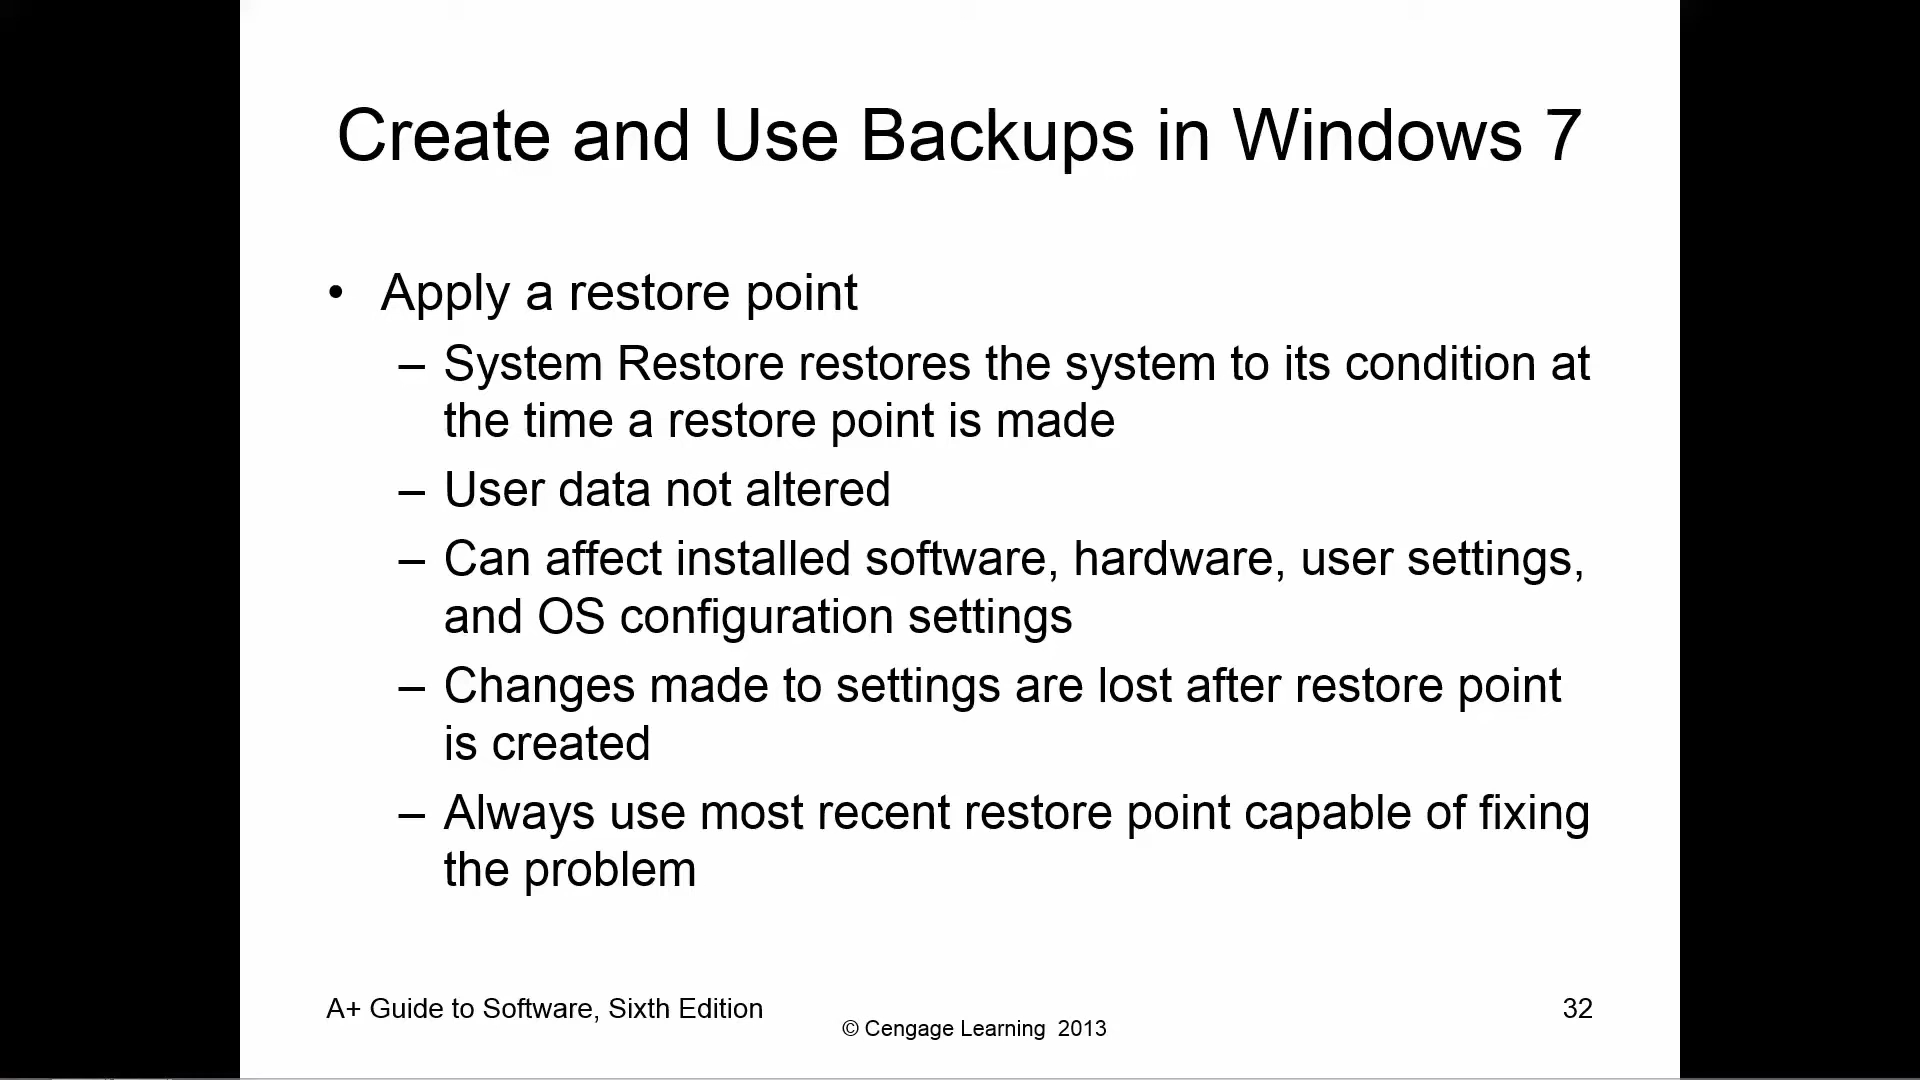 Create and Use Backups in Windows 7
• Apply a restore point
– System Restore restores the system to its condition at
the time a restore point is made
– User data not altered
– Can affect installed software, hardware, user settings,
and OS configuration settings
– Changes made to settings are lost after restore point
is created
– Always use most recent restore point capable of fixing
the problem
A+ Guide to Software, Sixth Edition
© Cengage Learning 2013
32